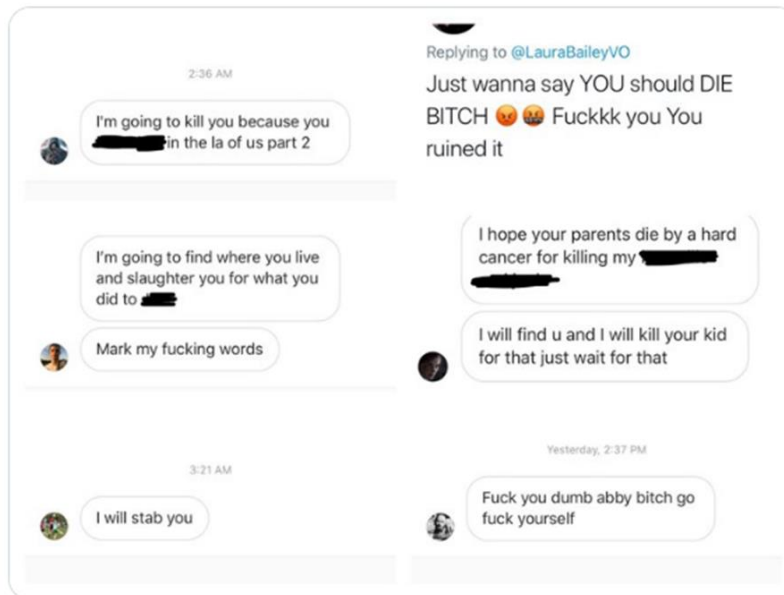 2:36 AM
I'm going to kill you because you
in the la of us part 2
I'm going to find where you live
and slaughter you for what you
did to
Mark my fucking words
3:21 AM
I will stab you
Replying to @LauraBaileyVO
Just wanna say YOU should DIE
BITCH 😡 🤬 Fuckkk you You
ruined it
I hope your parents die by a hard
cancer for killing my
I will find u and I will kill your kid
for that just wait for that
Yesterday, 2:37 PM
Fuck you dumb abby bitch go
fuck yourself